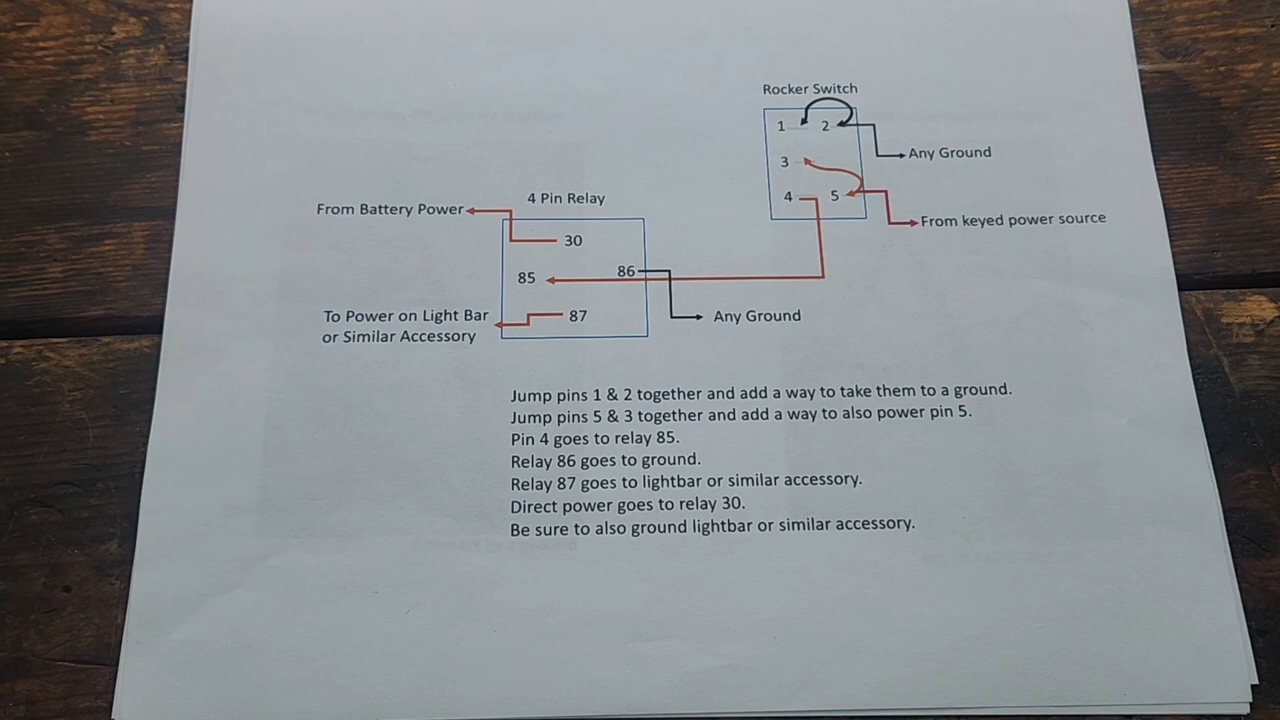 Rocker Switch
1 2
Any Ground
3
4 5
From keyed power source
4 Pin Relay
From Battery Power
30
85 86
87
To Power on Light Bar
or Similar Accessory
Any Ground
Jump pins 1 & 2 together and add a way to take them to a ground.
Jump pins 5 & 3 together and add a way to also power pin 5.
Pin 4 goes to relay 85.
Relay 86 goes to ground.
Relay 87 goes to lightbar or similar accessory.
Direct power goes to relay 30.
Be sure to also ground lightbar or similar accessory.